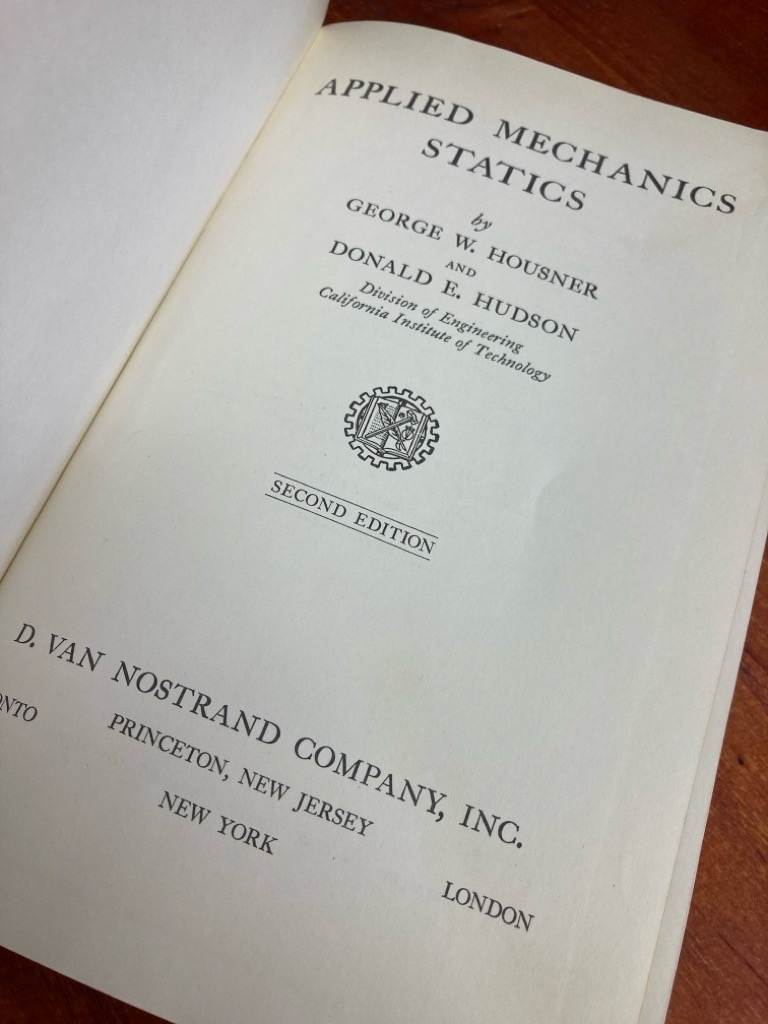 APPLIED MECHANICS
STATICS
by
GEORGE W. HOUSNER
AND
DONALD E. HUDSON
Division of Engineering
California Institute of Technology
SECOND EDITION
D. VAN NOSTRAND COMPANY, INC.
PRINCETON, NEW JERSEY
NEW YORK
LONDON